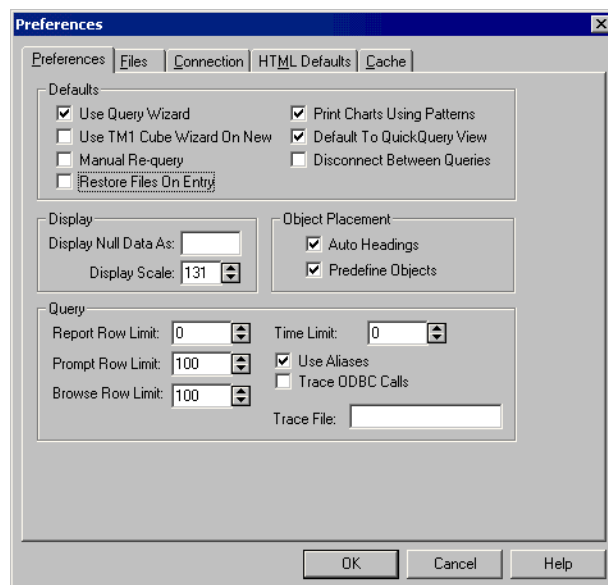 Preferences
Preferences Files Connection HTML Defaults Cache
Defaults
Use Query Wizard
Use TM1 Cube Wizard On New
Manual Re-query
Restore Files On Entry
Print Charts Using Patterns
Default To QuickQuery View
Disconnect Between Queries
Display
Display Null Data As:
Display Scale: 131
Object Placement
Auto Headings
Predefine Objects
Query
Report Row Limit: 0
Prompt Row Limit: 100
Browse Row Limit: 100
Time Limit: 0
Use Aliases
Trace ODBC Calls
Trace File:
OK Cancel Help